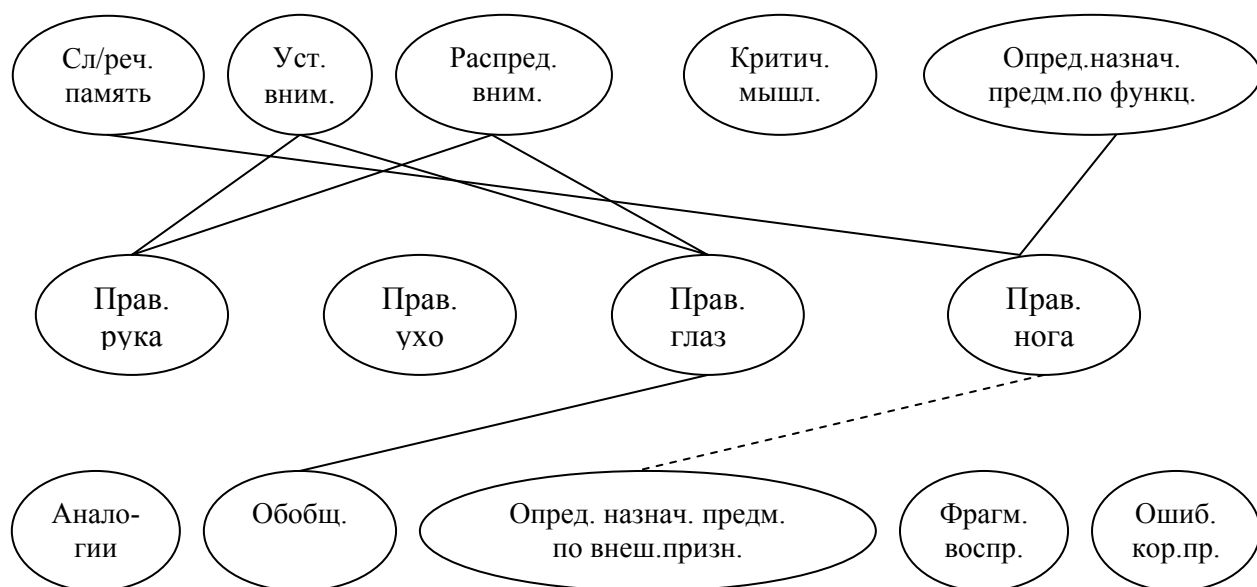 Сл/реч.
память
Уст.
вним.
Распред.
вним.
Критич.
мышл.
Опред.назнач.
предм.по функц.
Прав.
рука
Прав.
ухо
Прав.
глаз
Прав.
нога
Анало-
гии
Обобщ.
Опред. назнач. предм.
по внеш.призн.
Фрагм.
воспр.
Ошиб.
кор.пр.